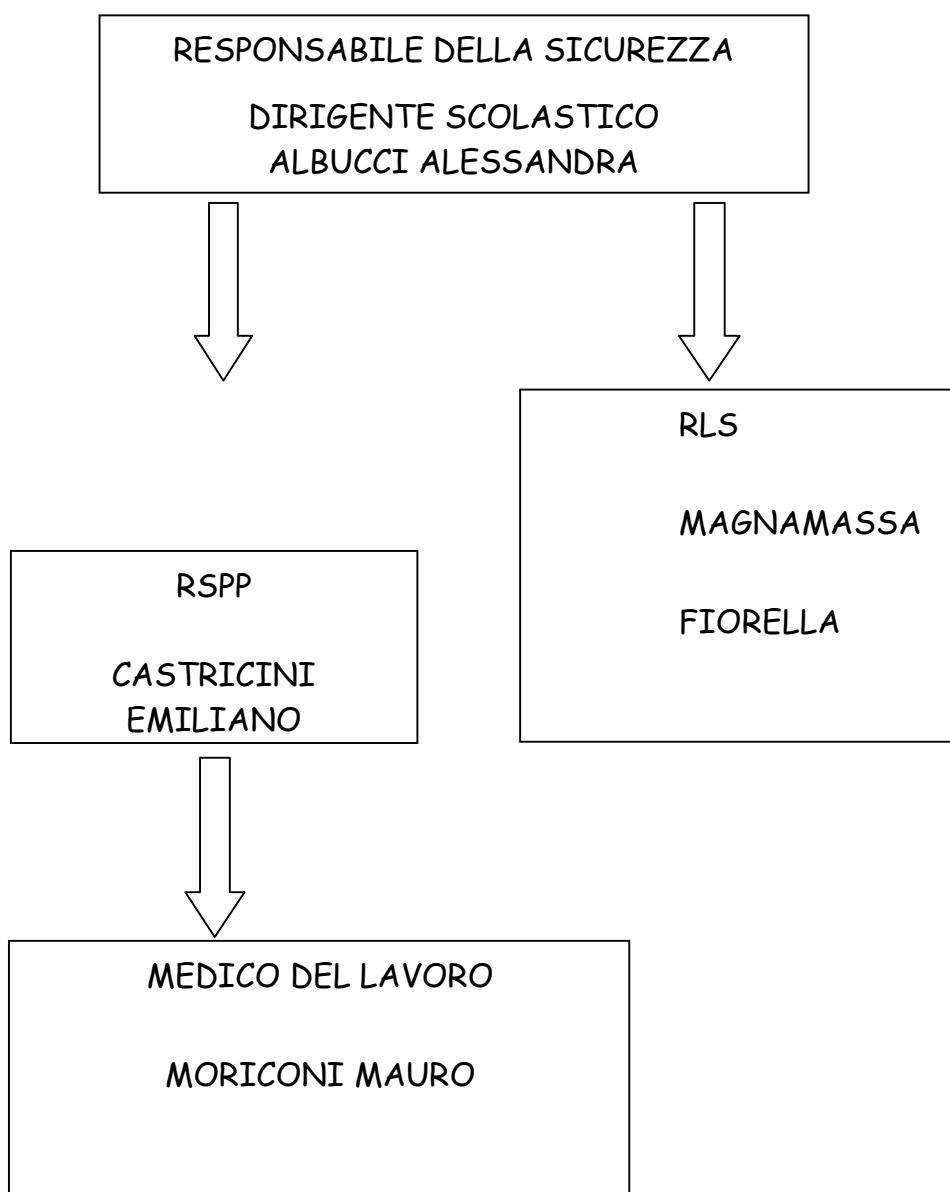 RESPONSABILE DELLA SICUREZZA
DIRIGENTE SCOLASTICO
ALBUCCI ALESSANDRA
RLS
MAGNAMASSA
FIORELLA
RSPP
CASTRICINI
EMILIANO
MEDICO DEL LAVORO
MORICONI MAURO